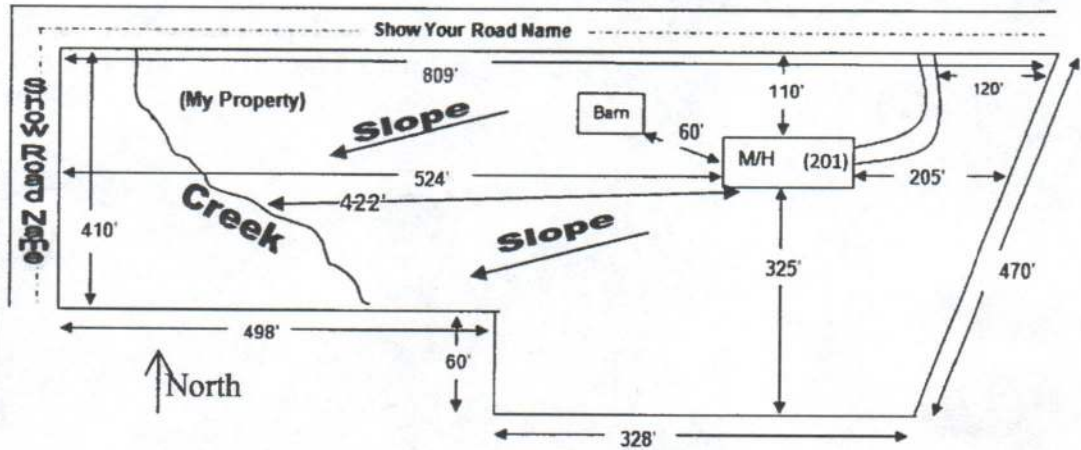 Show Your Road Name
Show Road Name
809'
(My Property)
Slope
Barn
60'
110'
120'
M/H (201)
524'
205'
422'
Creek
410'
Slope
325'
470'
498'
60'
North
328'